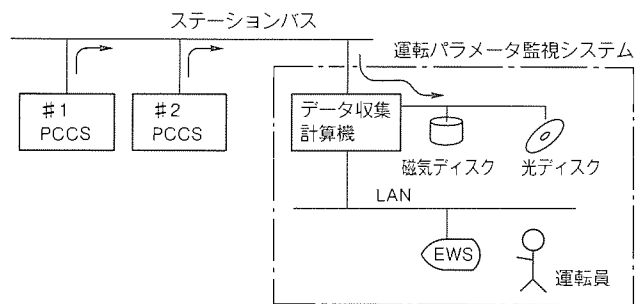 ステーションバス
運転パラメータ監視システム
#1
PCCS
#2
PCCS
データ収集
計算機
磁気ディスク
光ディスク
LAN
EWS
運転員